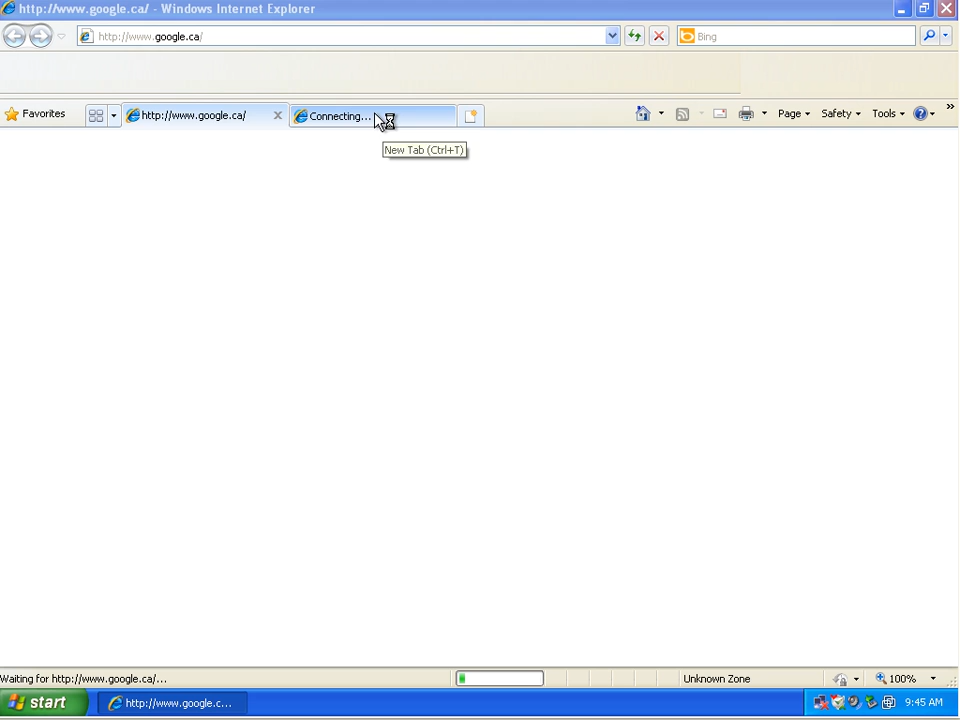 http://www.google.ca/ - Windows Internet Explorer
http://www.google.ca/
Bing
Favorites
http://www.google.ca/
Connecting...
Page
Safety
Tools
»
New Tab (Ctrl+T)
Waiting for http://www.google.ca/...
Unknown Zone
100%
start
http://www.google.c...
9:45 AM